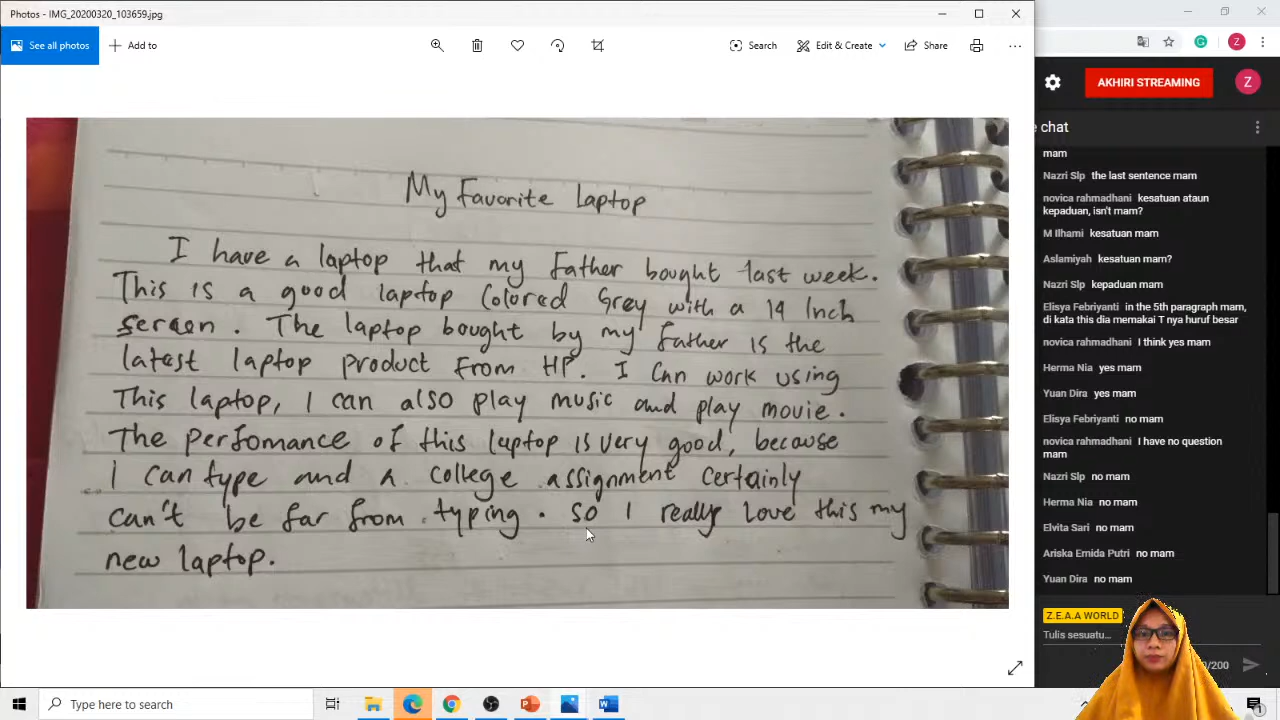 Photos - IMG_20200320_103659.jpg
See all photos
Add to
Search
Edit & Create
Share
My Favorite Laptop
I have a laptop that my father bought last week.
This is a good laptop Colored Grey with a 14 Inch
screen. The laptop bought by my father is the
latest laptop product from HP. I can work using
This laptop, I can also play music and play movie.
The perfomance of this laptop is very good, because
I can type and a college assignment certainly
can't be far from typing. So I really love this my
new laptop.
AKHIRI STREAMING
Z
Z
e chat
mam
Nazri Slp the last sentence mam
novica rahmadhani kesatuan ataun
kepaduan, isn't mam?
M Ilhami kesatuan mam
Aslamiyah kesatuan mam?
Nazri Slp kepaduan mam
Elisya Febriyanti in the 5th paragraph mam,
di kata this dia memakai T nya huruf besar
novica rahmadhani I think yes mam
Herma Nia yes mam
Yuan Dira yes mam
Elisya Febriyanti no mam
novica rahmadhani I have no question
mam
Nazri Slp no mam
Herma Nia no mam
Elvita Sari no mam
Ariska Emida Putri no mam
Yuan Dira no mam
Z.E.A.A WORLD
Tulis sesuatu...
/200
Type here to search